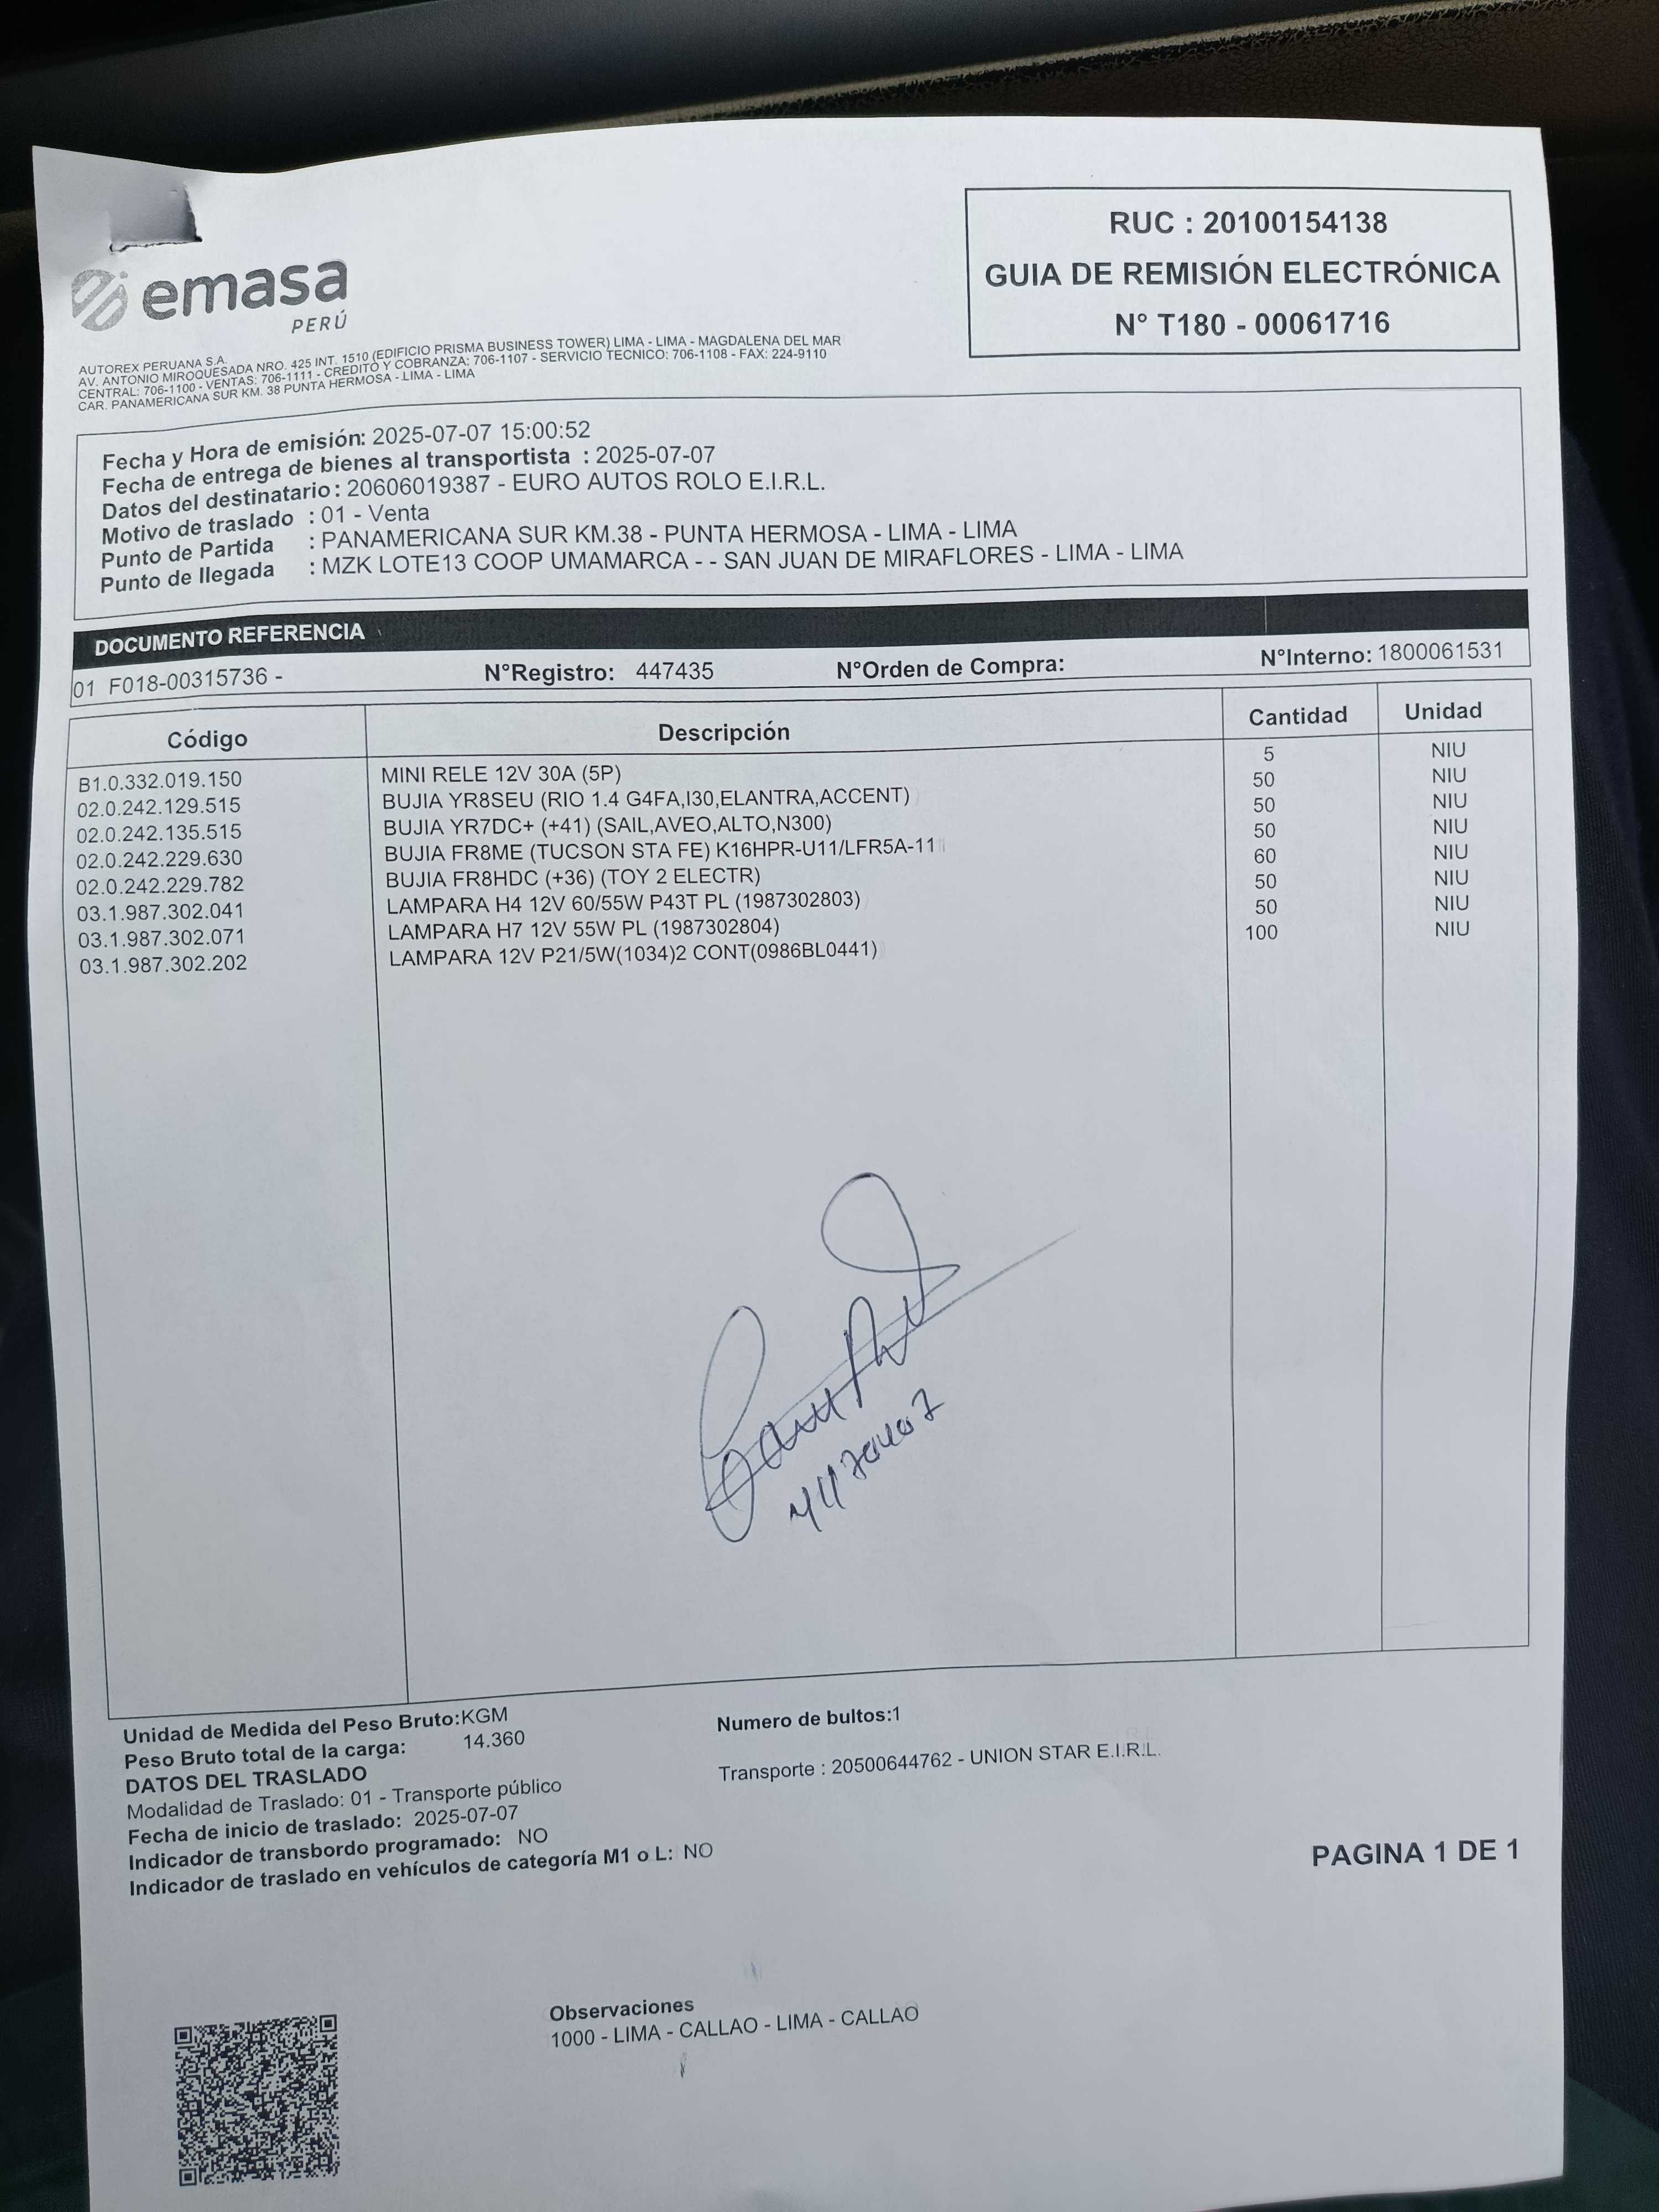 emasa
PERÚ
RUC : 20100154138
GUIA DE REMISIÓN ELECTRÓNICA
N° T180 - 00061716
AUTOREX PERUANA S.A.
AV. ANTONIO MIROQUESADA NRO. 425 INT. 1510 (EDIFICIO PRISMA BUSINESS TOWER) LIMA - LIMA - MAGDALENA DEL MAR
CENTRAL: 706-1100 - VENTAS: 706-1111 - CREDITO Y COBRANZA: 706-1107 - SERVICIO TECNICO: 706-1108 - FAX: 224-9110
CAR. PANAMERICANA SUR KM. 38 PUNTA HERMOSA - LIMA - LIMA
Fecha y Hora de emisión: 2025-07-07 15:00:52
Fecha de entrega de bienes al transportista : 2025-07-07
Datos del destinatario : 20606019387 - EURO AUTOS ROLO E.I.R.L.
Motivo de traslado : 01 - Venta
Punto de Partida : PANAMERICANA SUR KM.38 - PUNTA HERMOSA - LIMA - LIMA
Punto de llegada : MZK LOTE13 COOP UMAMARCA - - SAN JUAN DE MIRAFLORES - LIMA - LIMA
DOCUMENTO REFERENCIA
01 F018-00315736 - N°Registro: 447435 N°Orden de Compra: N°Interno: 1800061531
Código Descripción Cantidad Unidad
B1.0.332.019.150 MINI RELE 12V 30A (5P) 5 NIU
02.0.242.129.515 BUJIA YR8SEU (RIO 1.4 G4FA,I30,ELANTRA,ACCENT) 50 NIU
02.0.242.135.515 BUJIA YR7DC+ (+41) (SAIL,AVEO,ALTO,N300) 50 NIU
02.0.242.229.630 BUJIA FR8ME (TUCSON STA FE) K16HPR-U11/LFR5A-11 50 NIU
02.0.242.229.782 BUJIA FR8HDC (+36) (TOY 2 ELECTR) 60 NIU
03.1.987.302.041 LAMPARA H4 12V 60/55W P43T PL (1987302803) 50 NIU
03.1.987.302.071 LAMPARA H7 12V 55W PL (1987302804) 50 NIU
03.1.987.302.202 LAMPARA 12V P21/5W(1034)2 CONT(0986BL0441) 100 NIU
Unidad de Medida del Peso Bruto:KGM
Numero de bultos:1
Peso Bruto total de la carga: 14.360
DATOS DEL TRASLADO
Transporte : 20500644762 - UNION STAR E.I.R.L.
Modalidad de Traslado: 01 - Transporte público
Fecha de inicio de traslado: 2025-07-07
Indicador de transbordo programado: NO
Indicador de traslado en vehículos de categoría M1 o L: NO
PAGINA 1 DE 1
Observaciones
1000 - LIMA - CALLAO - LIMA - CALLAO